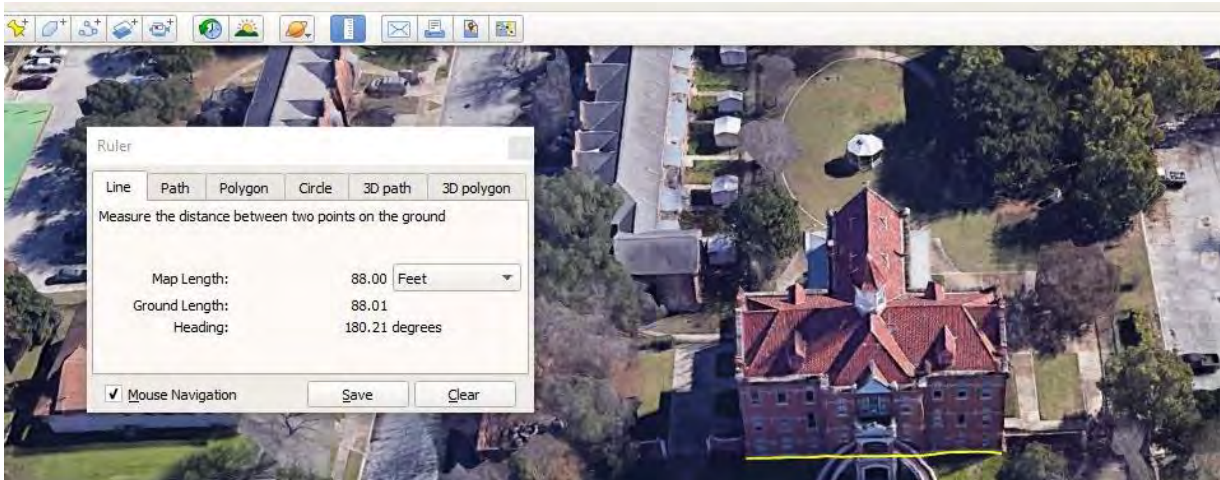 Ruler
Line Path Polygon Circle 3D path 3D polygon
Measure the distance between two points on the ground
Map Length: 88.00 Feet
Ground Length: 88.01
Heading: 180.21 degrees
Mouse Navigation Save Clear